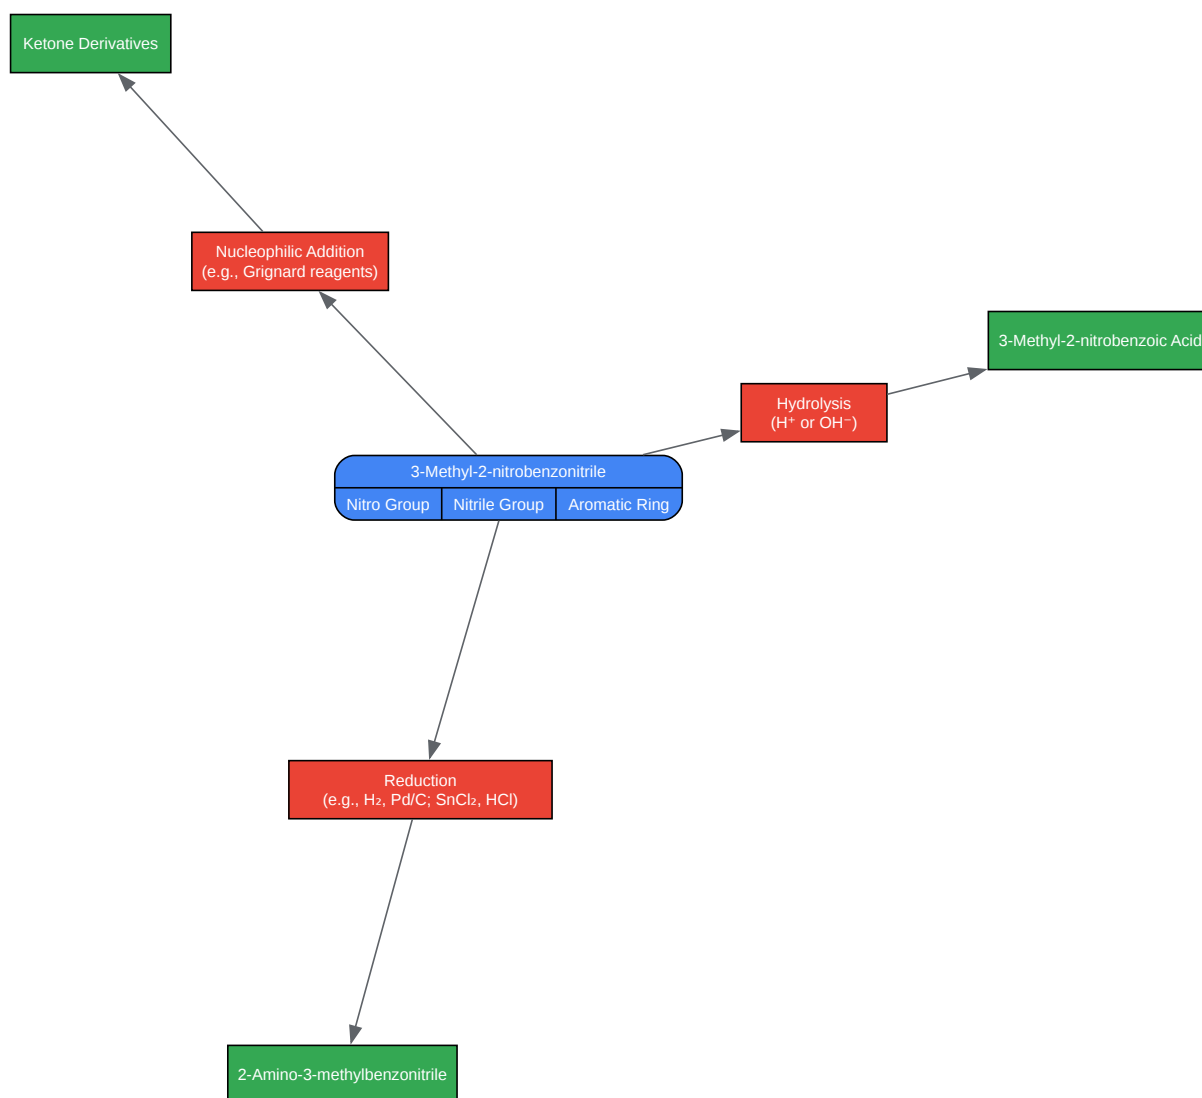 Ketone Derivatives
Nucleophilic Addition
(e.g., Grignard reagents)
3-Methyl-2-nitrobenzoic Acid
Hydrolysis
(H⁺ or OH⁻)
3-Methyl-2-nitrobenzonitrile
Nitro Group
Nitrile Group
Aromatic Ring
Reduction
(e.g., H₂, Pd/C; SnCl₂, HCl)
2-Amino-3-methylbenzonitrile